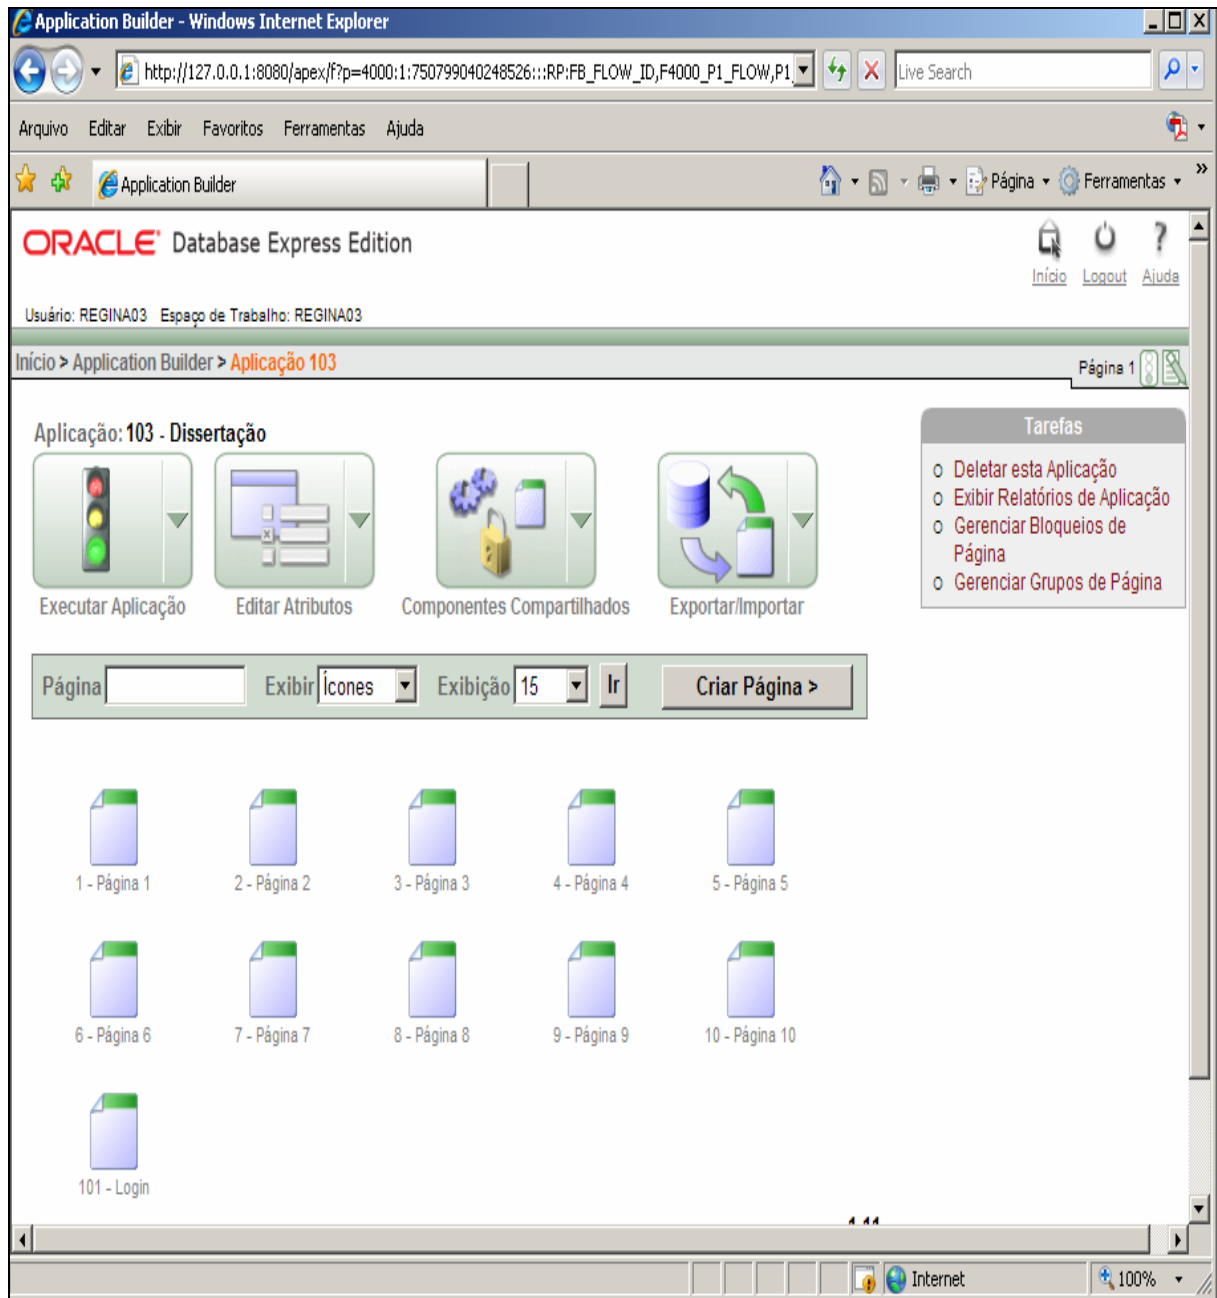 Application Builder - Windows Internet Explorer
http://127.0.0.1:8080/apex/f?p=4000:1:750799040248526:::RP:FB_FLOW_ID,F4000_P1_FLOW,P1_
Live Search
Arquivo Editar Exibir Favoritos Ferramentas Ajuda
Application Builder
Página Ferramentas »
ORACLE Database Express Edition
Início Logout Ajuda
Usuário: REGINA03 Espaço de Trabalho: REGINA03
Início > Application Builder > Aplicação 103
Página 1
Aplicação: 103 - Dissertação
Executar Aplicação Editar Atributos Componentes Compartilhados Exportar/Importar
Tarefas
Deletar esta Aplicação
Exibir Relatórios de Aplicação
Gerenciar Bloqueios de
Página
Gerenciar Grupos de Página
Página Exibir Ícones Exibição 15 Ir Criar Página >
1 - Página 1 2 - Página 2 3 - Página 3 4 - Página 4 5 - Página 5
6 - Página 6 7 - Página 7 8 - Página 8 9 - Página 9 10 - Página 10
101 - Login
Internet 100%